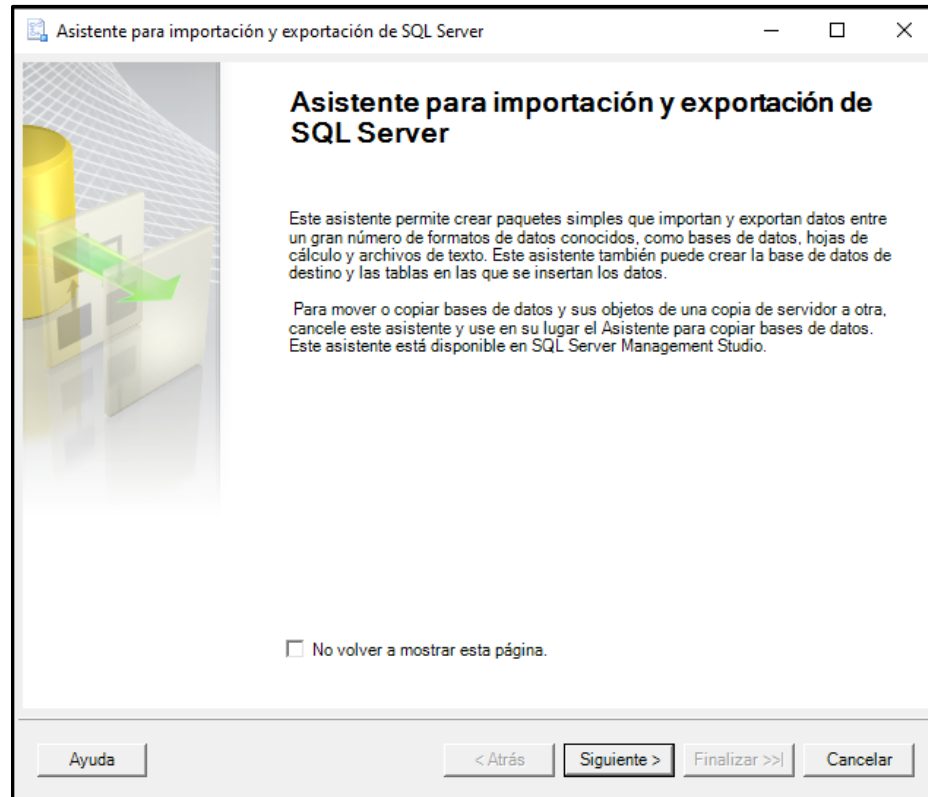 Asistente para importación y exportación de SQL Server
Asistente para importación y exportación de
SQL Server
Este asistente permite crear paquetes simples que importan y exportan datos entre
un gran número de formatos de datos conocidos, como bases de datos, hojas de
cálculo y archivos de texto. Este asistente también puede crear la base de datos de
destino y las tablas en las que se insertan los datos.
Para mover o copiar bases de datos y sus objetos de una copia de servidor a otra,
cancele este asistente y use en su lugar el Asistente para copiar bases de datos.
Este asistente está disponible en SQL Server Management Studio.
No volver a mostrar esta página.
Ayuda < Atrás Siguiente > Finalizar >>| Cancelar